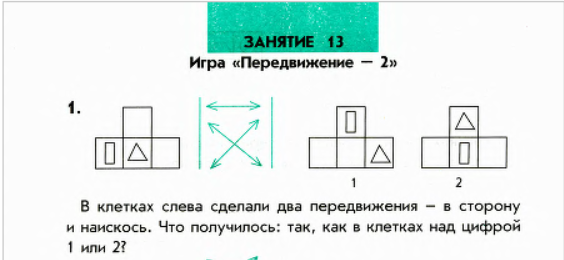 ЗАНЯТИЕ 13
Игра «Передвижение — 2»
1.
1 2
В клетках слева сделали два передвижения – в сторону
и наискось. Что получилось: так, как в клетках над цифрой
1 или 2?